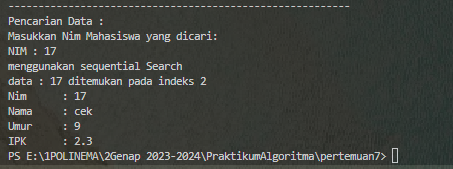 ----------------------------------------------------
Pencarian Data :
Masukkan Nim Mahasiswa yang dicari:
NIM : 17
menggunakan sequential Search
data : 17 ditemukan pada indeks 2
Nim      : 17
Nama     : cek
Umur     : 9
IPK      : 2.3
PS E:\1POLINEMA\2Genap 2023-2024\PraktikumAlgoritma\pertemuan7>